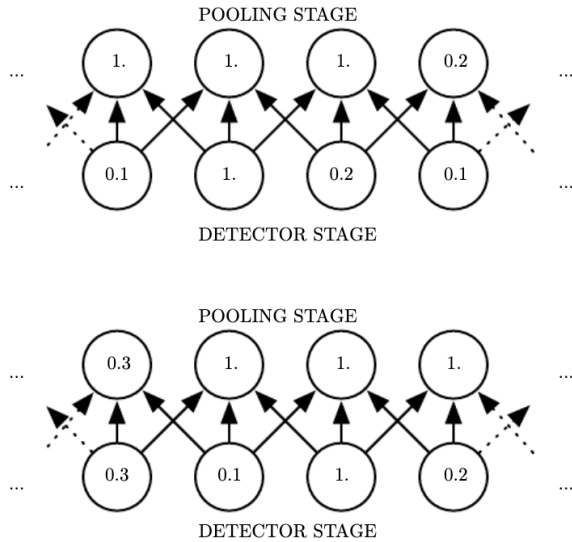 POOLING STAGE
... 1. 1. 1. 0.2 ...
... 0.1 1. 0.2 0.1 ...
DETECTOR STAGE
POOLING STAGE
... 0.3 1. 1. 1. ...
... 0.3 0.1 1. 0.2 ...
DETECTOR STAGE